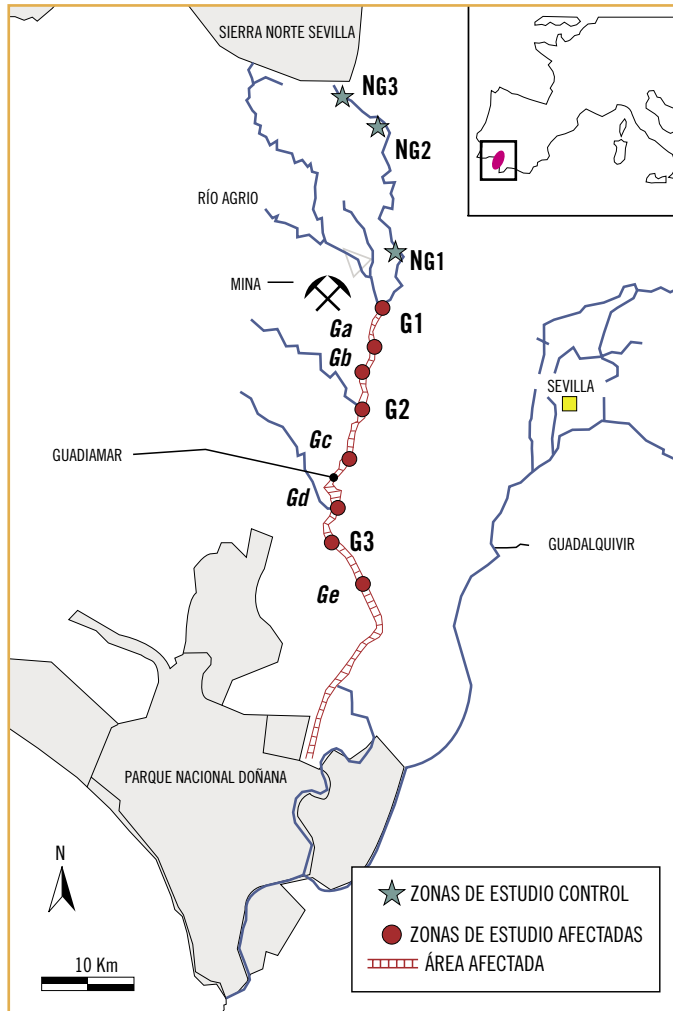 SIERRA NORTE SEVILLA
NG3
NG2
RÍO AGRIO
NG1
MINA
G1
Ga
Gb
SEVILLA
G2
Gc
GUADIAMAR
Gd
G3
GUADALQUIVIR
Ge
PARQUE NACIONAL DOÑANA
N
10 Km
ZONAS DE ESTUDIO CONTROL
ZONAS DE ESTUDIO AFECTADAS
ÁREA AFECTADA